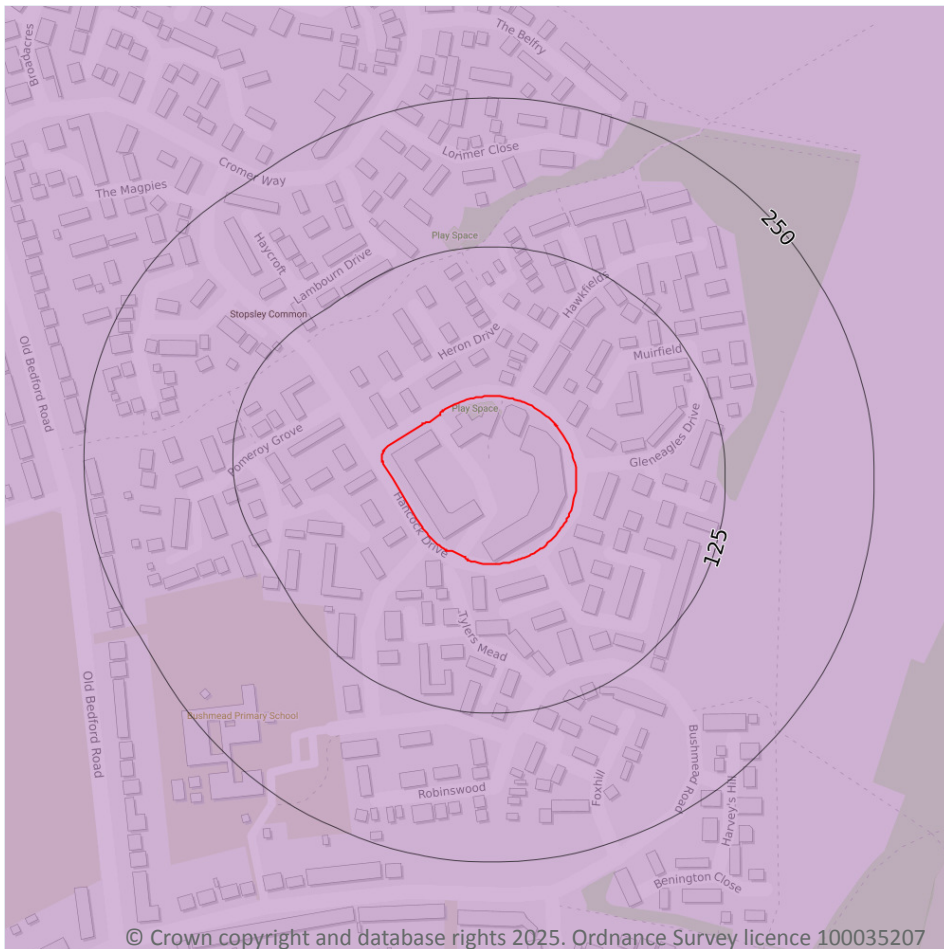 The Belfry
Broadacres
Lorimer Close
Cromer Way
The Magpies
250
Play Space
Haycroft
Lambourn Drive
Hawkfields
Stopsley Common
Heron Drive
Muirfield
Old Bedford Road
Play Space
Pomeroy Grove
Gleneagles Drive
Hancock Drive
125
Tylers Mead
Old Bedford Road
Bushmead Primary School
Bushmead Road
Foxhill
Robinswood
Harvey's Hill
Benington Close
© Crown copyright and database rights 2025. Ordnance Survey licence 100035207